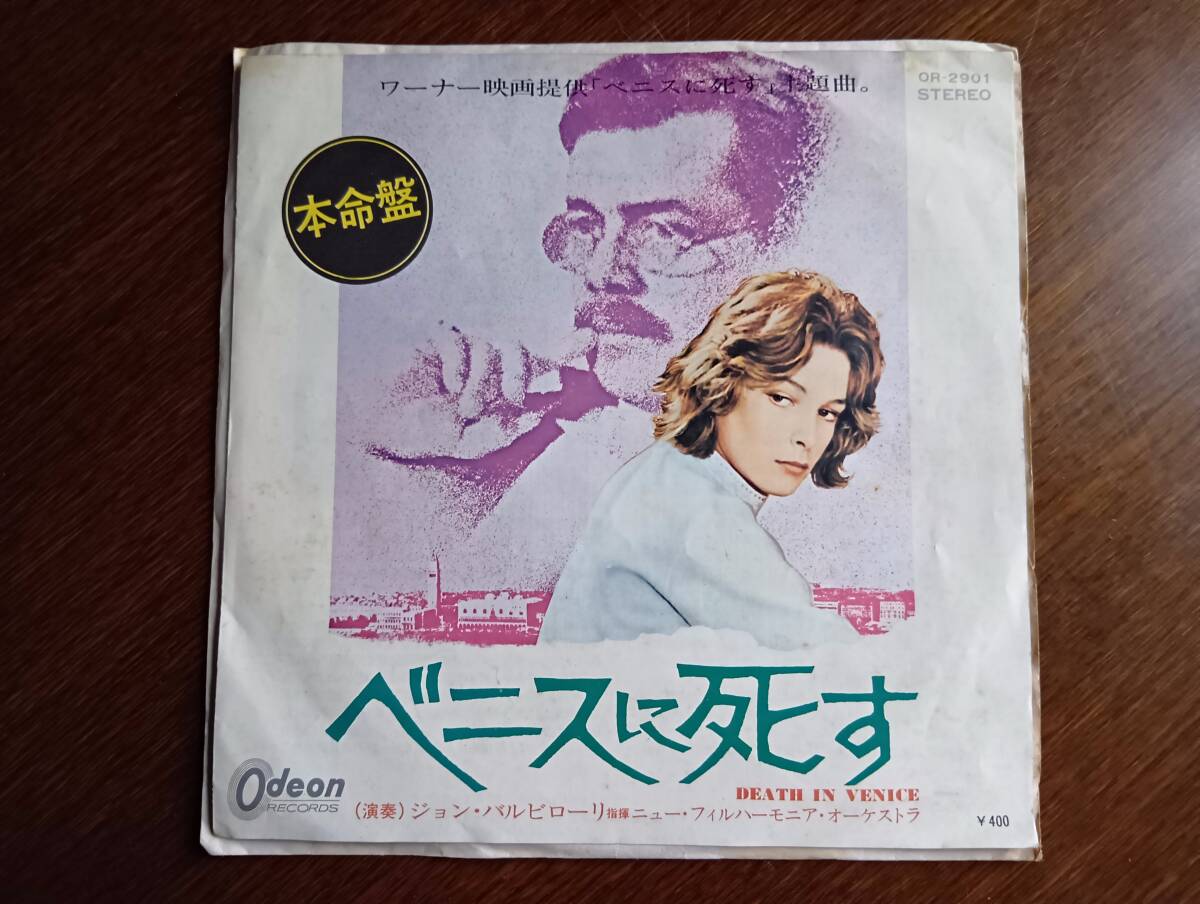 ワーナー映画提供「ベニスに死す」主題曲。
OR-2901
STEREO
本命盤
ベニスに死す
DEATH IN VENICE
Odeon
RECORDS
(演奏)ジョン・バルビローリ指揮ニュー・フィルハーモニア・オーケストラ
¥400